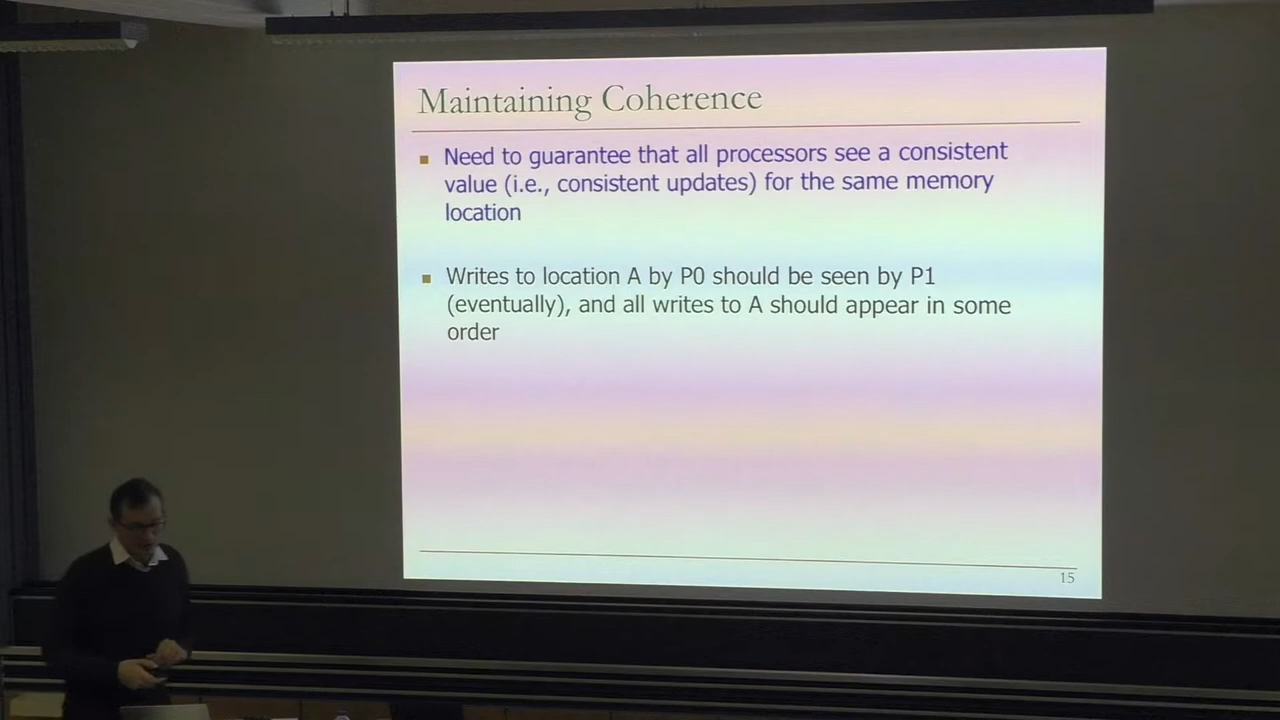 Maintaining Coherence
Need to guarantee that all processors see a consistent
value (i.e., consistent updates) for the same memory
location
Writes to location A by P0 should be seen by P1
(eventually), and all writes to A should appear in some
order
15